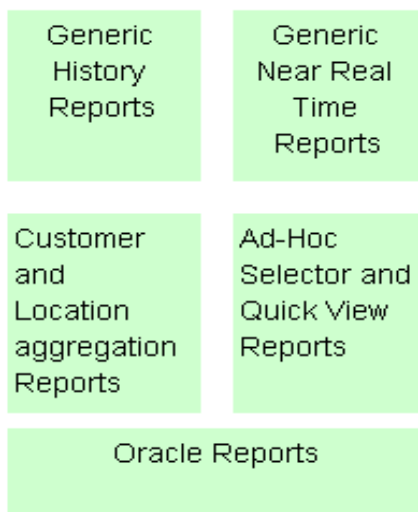 Generic
History
Reports
Generic
Near Real
Time
Reports
Customer
and
Location
aggregation
Reports
Ad-Hoc
Selector and
Quick View
Reports
Oracle Reports